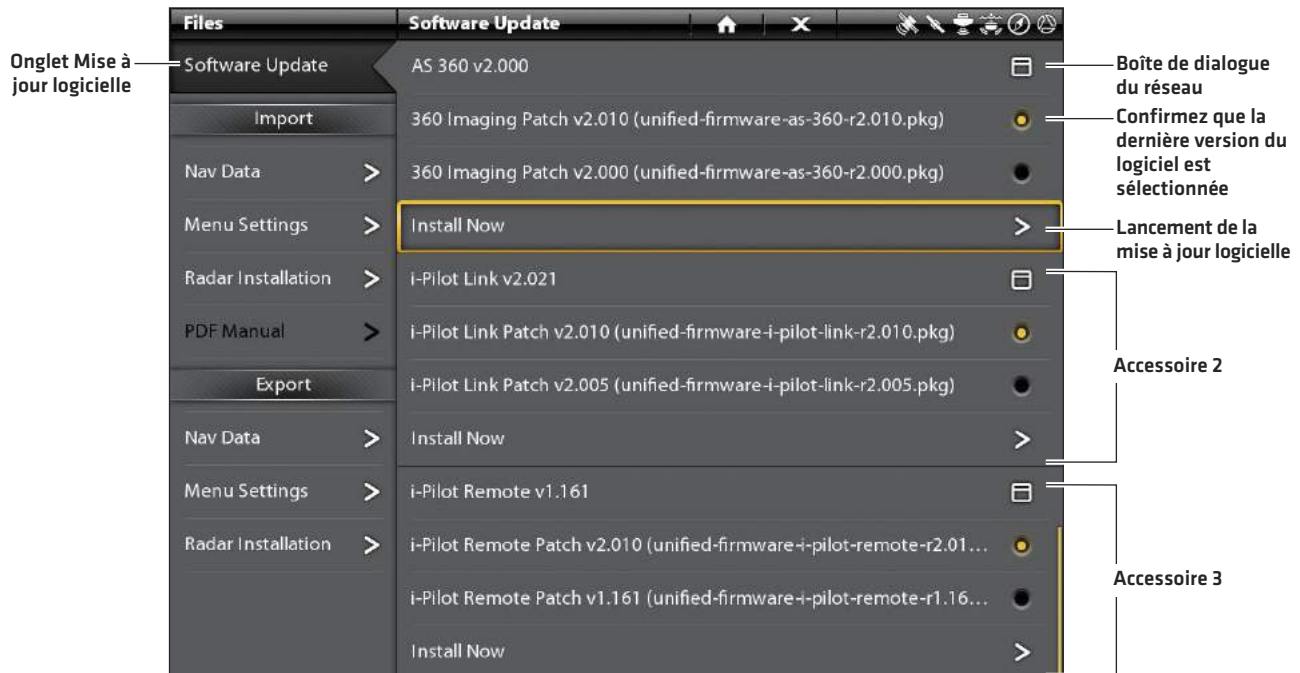 Files
Software Update
Onglet Mise à
jour logicielle
Software Update
Import
Nav Data
Menu Settings
Radar Installation
PDF Manual
Export
Nav Data
Menu Settings
Radar Installation
AS 360 v2.000
360 Imaging Patch v2.010 (unified-firmware-as-360-r2.010.pkg)
360 Imaging Patch v2.000 (unified-firmware-as-360-r2.000.pkg)
Install Now
i-Pilot Link v2.021
i-Pilot Link Patch v2.010 (unified-firmware-i-pilot-link-r2.010.pkg)
i-Pilot Link Patch v2.005 (unified-firmware-i-pilot-link-r2.005.pkg)
Install Now
i-Pilot Remote v1.161
i-Pilot Remote Patch v2.010 (unified-firmware-i-pilot-remote-r2.01...
i-Pilot Remote Patch v1.161 (unified-firmware-i-pilot-remote-r1.16...
Install Now
Boîte de dialogue
du réseau
Confirmez que la
dernière version du
logiciel est
sélectionnée
Lancement de la
mise à jour logicielle
Accessoire 2
Accessoire 3